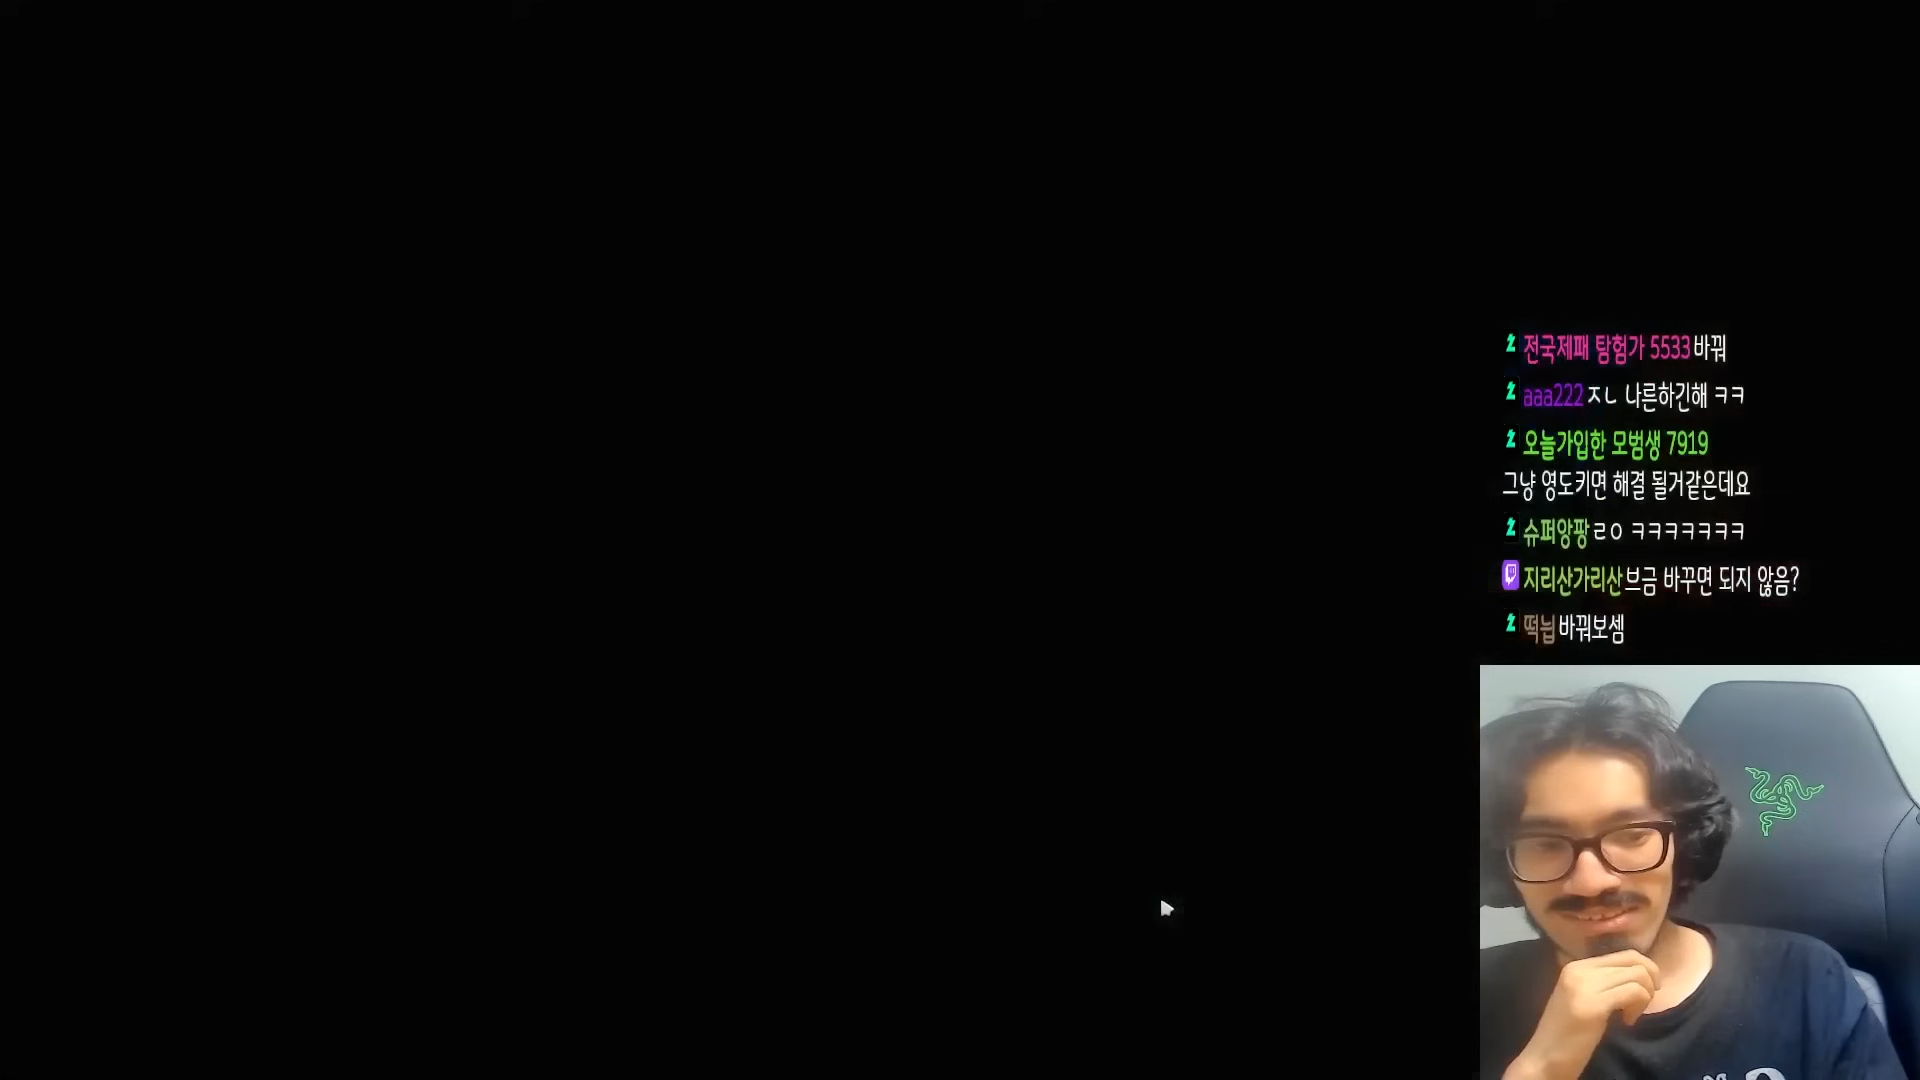 전국제패 탐험가 5533 바꿔
aaa222 ㅈㄴ 나른하긴해 ㅋㅋ
오늘가입한 모범생 7919
그냥 영도키면 해결 될거같은데요
슈퍼앙팡 ㄹㅇ ㅋㅋㅋㅋㅋㅋㅋ
지리산가리산 브금 바꾸면 되지 않음?
떡닙 바꿔보셈